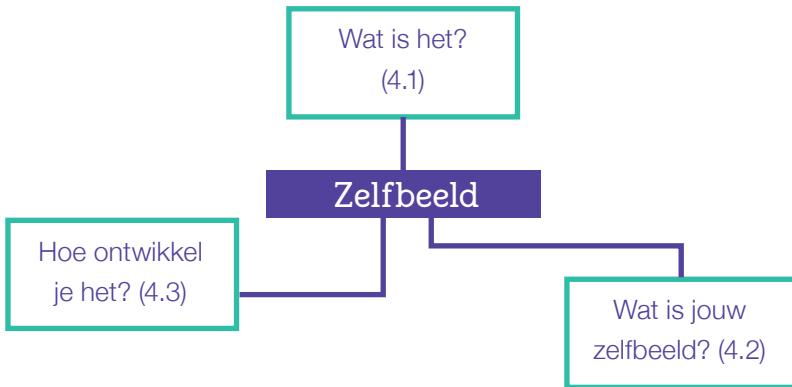 Wat is het?
(4.1)
Zelfbeeld
Hoe ontwikkel
je het? (4.3)
Wat is jouw
zelfbeeld? (4.2)